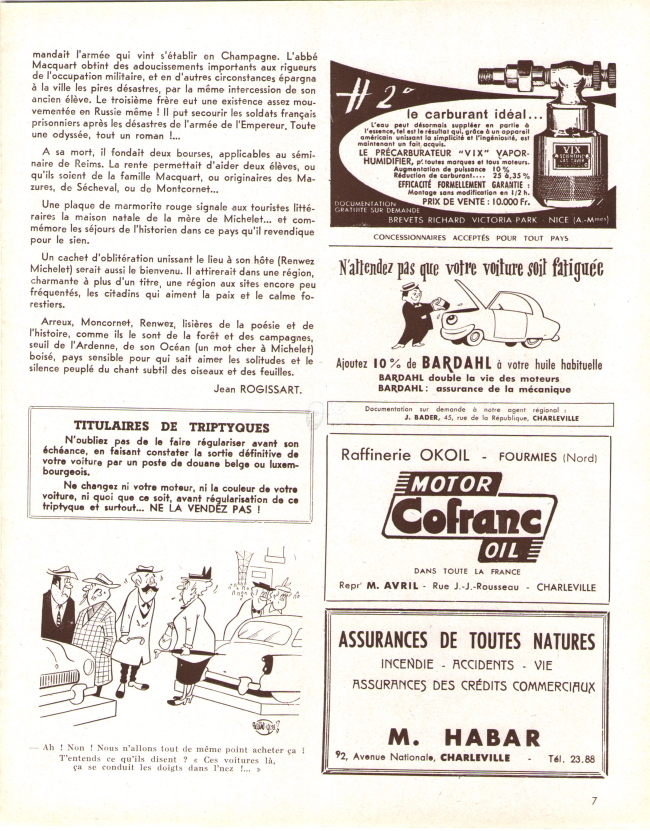 mandait l'armée qui vint s'établir en Champagne. L'abbé
Macquart obtint des adoucissements importants aux rigueurs
de l'occupation militaire, et en d'autres circonstances épargna
à la ville les pires désastres, par la même intercession de son
ancien élève. Le troisième frère eut une existence assez mou-
vementée en Russie même ! Il put secourir les soldats français
prisonniers après les désastres de l'armée de l'Empereur. Toute
une odyssée, tout un roman !...
A sa mort, il fondait deux bourses, applicables au sémi-
naire de Reims. La rente permettait d'aider deux élèves, ou
qu'ils soient de la famille Macquart, ou originaires des Ma-
zures, de Sécheval, ou de Montcornet...
Une plaque de marmorite rouge signale aux touristes litté-
raires la maison natale de la mère de Michelet... et com-
mémore les séjours de l'historien dans ce pays qu'il revendique
pour le sien.
Un cachet d'oblitération unissant le lieu à son hôte (Renwez
Michelet) serait aussi le bienvenu. Il attirerait dans une région,
charmante à plus d'un titre, une région aux sites encore peu
fréquentés, les citadins qui aiment la paix et le calme fo-
restiers.
Arreux, Moncornet, Renwez, lisières de la poésie et de
l'histoire, comme ils le sont de la forêt et des campagnes,
seuil de l'Ardenne, de son Océan (un mot cher à Michelet)
boisé, pays sensible pour qui sait aimer les solitudes et le
silence peuplé du chant subtil des oiseaux et des feuilles.
Jean ROGISSART.
TITULAIRES DE TRIPTYQUES
N'oubliez pas de le faire régulariser avant son
échéance, en faisant constater la sortie définitive de
votre voiture par un poste de douane belge ou luxem-
bourgeois.
Ne changez ni votre moteur, ni la couleur de votre
voiture, ni quoi que ce soit, avant régularisation de ce
triptyque et surtout... NE LA VENDEZ PAS !
— Ah ! Non ! Nous n'allons tout de même point acheter ça !
T'entends ce qu'ils disent ? « Ces voitures là,
ça se conduit les doigts dans l'nez !... »
H 2 o
le carburant idéal...
L'eau peut désormais suppléer en partie à
l'essence, tel est le résultat qui, grâce à un appareil
américain unissant la simplicité et l'ingéniosité, est
maintenant un fait acquis.
LE PRÉCARBURATEUR "VIX" VAPOR-
HUMIDIFIER, pr toutes marques et tous moteurs.
Augmentation de puissance 10 %
Réduction de carburant.... 25 à 35 %
EFFICACITÉ FORMELLEMENT GARANTIE :
Montage sans modification en 1/2 h.
PRIX DE VENTE : 10.000 Fr.
VIX
DOCUMENTATION
GRATUITE SUR DEMANDE
BREVETS RICHARD VICTORIA-PARK - NICE (A.-Mmes)
CONCESSIONNAIRES ACCEPTÉS POUR TOUT PAYS
N'attendez pas que votre voiture soit fatiguée
Ajoutez 10 % de BARDAHL à votre huile habituelle
BARDAHL double la vie des moteurs
BARDAHL : assurance de la mécanique
Documentation sur demande à notre agent régional :
J. BADER, 45, rue de la République, CHARLEVILLE
Raffinerie OKOIL - FOURMIES (Nord)
MOTOR
Cofranc
OIL
DANS TOUTE LA FRANCE
Repr' M. AVRIL - Rue J.-J.-Rousseau - CHARLEVILLE
ASSURANCES DE TOUTES NATURES
INCENDIE - ACCIDENTS - VIE
ASSURANCES DES CRÉDITS COMMERCIAUX
M. HABAR
92, Avenue Nationale, CHARLEVILLE - Tél. 23.88
7